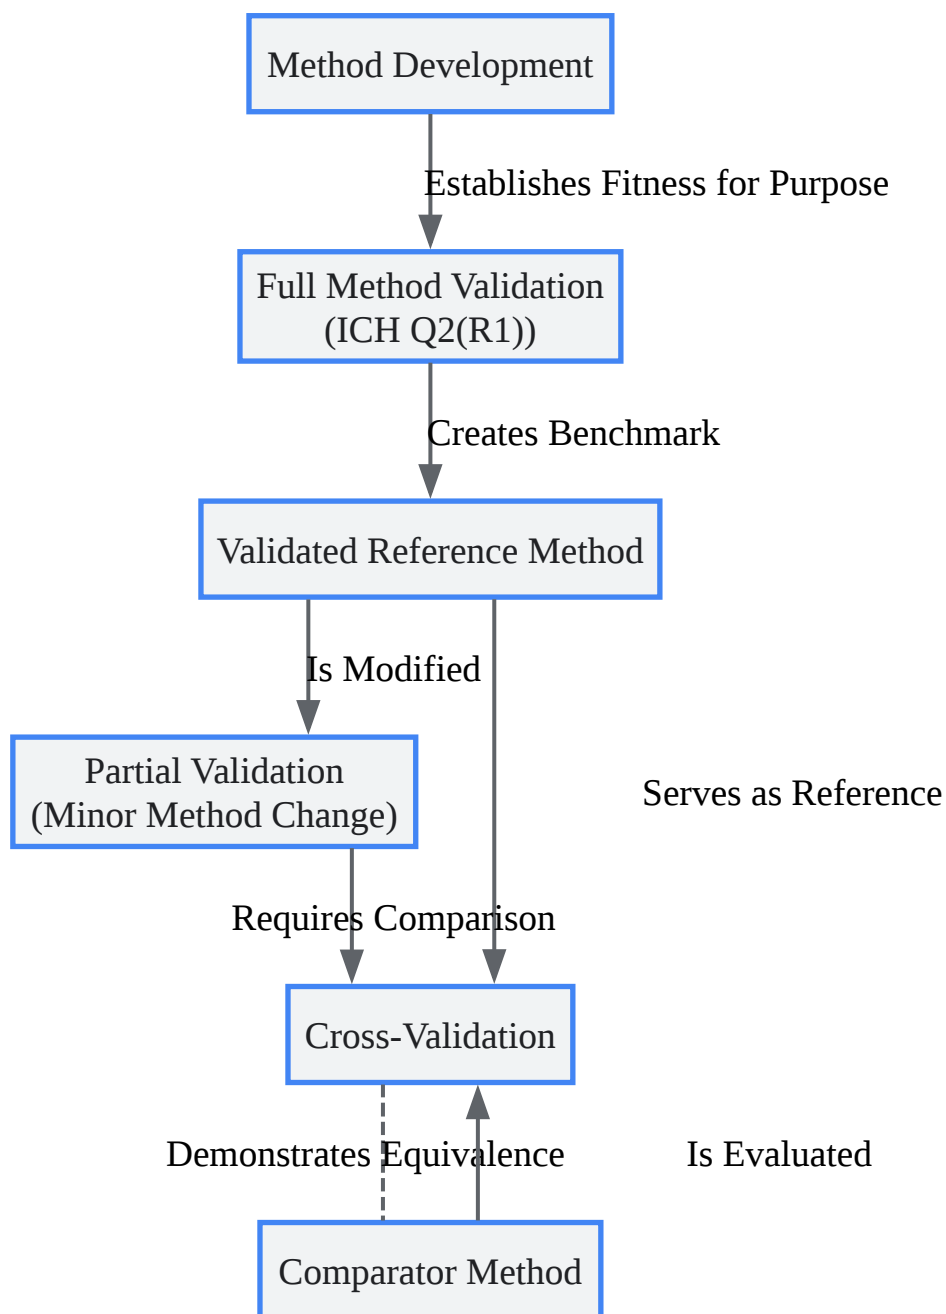 Method Development
Establishes Fitness for Purpose
Full Method Validation
(ICH Q2(R1))
Creates Benchmark
Validated Reference Method
Is Modified
Partial Validation
(Minor Method Change)
Serves as Reference
Requires Comparison
Cross-Validation
Demonstrates Equivalence
Is Evaluated
Comparator Method